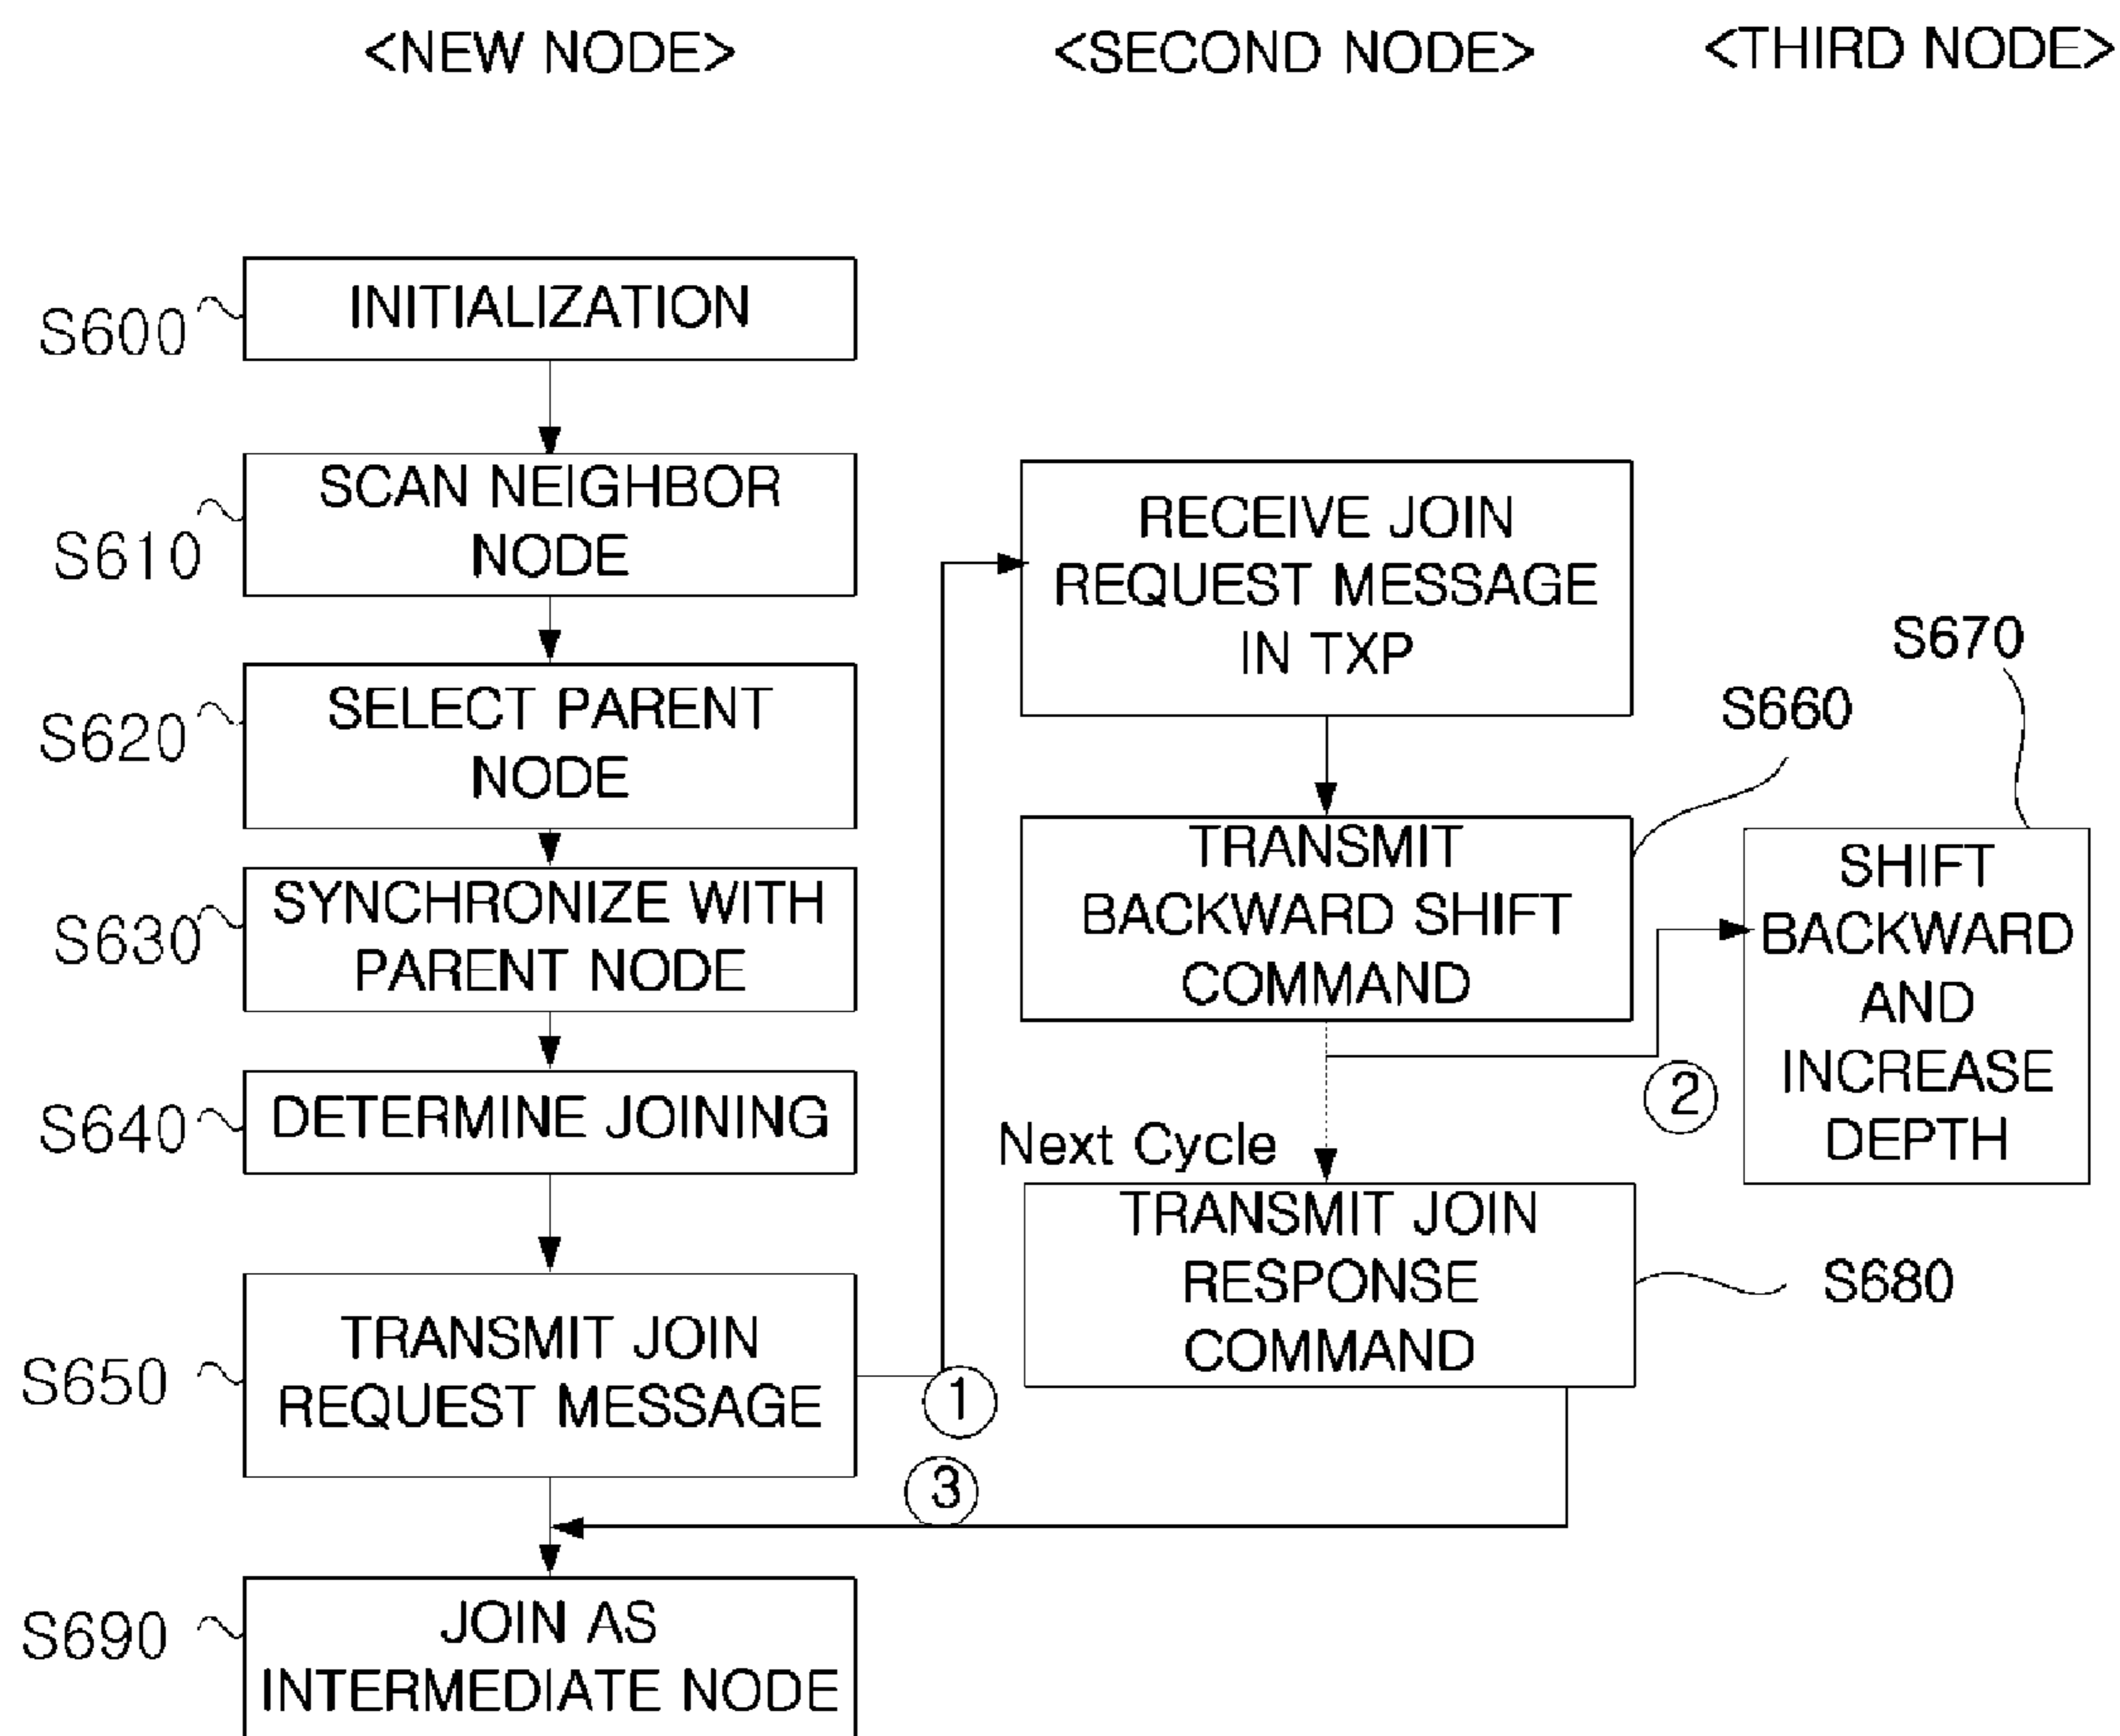 <NEW NODE>
<SECOND NODE>
<THIRD NODE>
S600
INITIALIZATION
S610
SCAN NEIGHBOR
NODE
S620
SELECT PARENT
NODE
S630
SYNCHRONIZE WITH
PARENT NODE
S640
DETERMINE JOINING
S650
TRANSMIT JOIN
REQUEST MESSAGE
1
RECEIVE JOIN
REQUEST MESSAGE
IN TXP
S660
TRANSMIT
BACKWARD SHIFT
COMMAND
2
S670
SHIFT
BACKWARD
AND
INCREASE
DEPTH
Next Cycle
TRANSMIT JOIN
RESPONSE
COMMAND
S680
3
S690
JOIN AS
INTERMEDIATE NODE